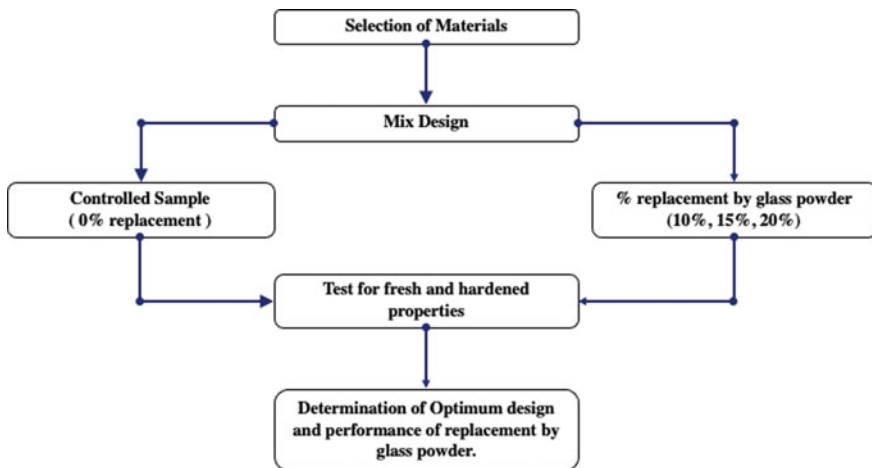 Selection of Materials
Mix Design
Controlled Sample
( 0% replacement )
% replacement by glass powder
(10%, 15%, 20%)
Test for fresh and hardened
properties
Determination of Optimum design
and performance of replacement by
glass powder.